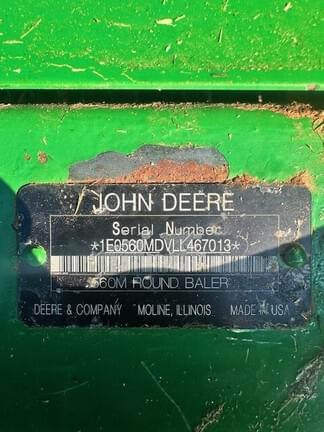 JOHN DEERE
Serial Number
*1E0560MDVLL467013*
560M ROUND BALER
DEERE & COMPANY MOLINE, ILLINOIS MADE IN USA